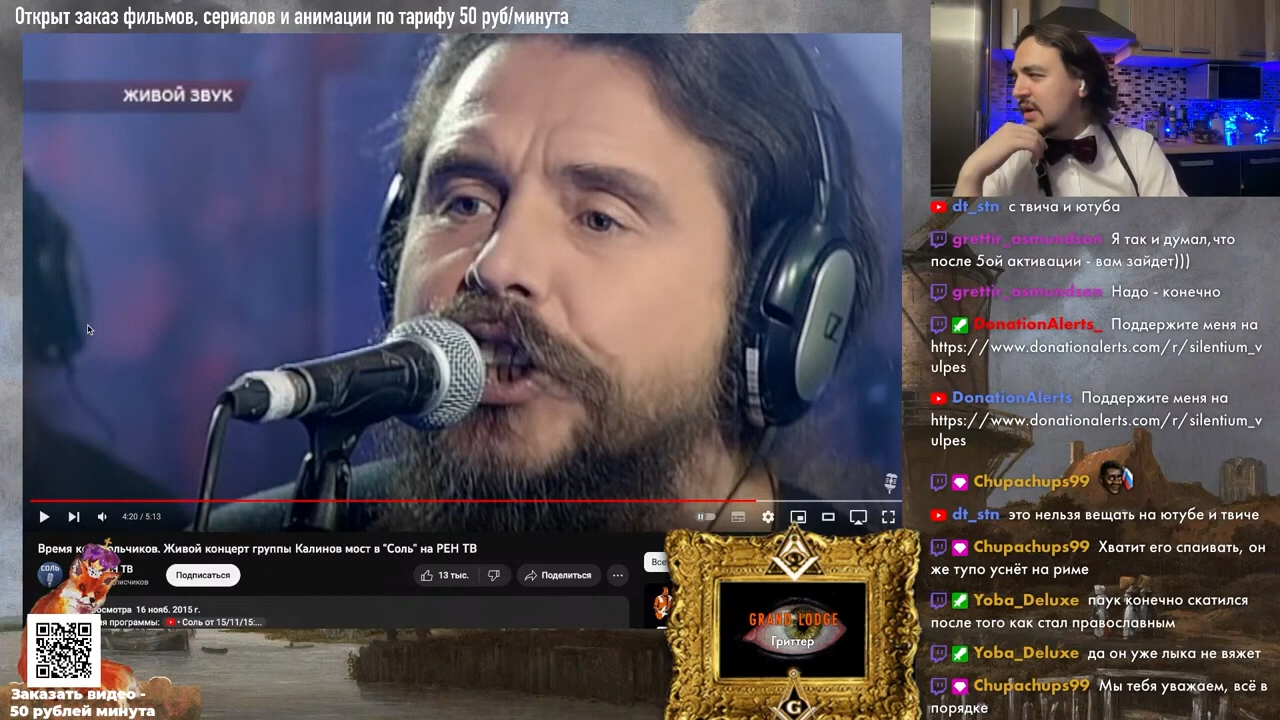 Открыт заказ фильмов, сериалов и анимации по тарифу 50 руб/минута
ЖИВОЙ ЗВУК
4:20 / 5:13
Время ко
ольчиков. Живой концерт группы Калинов мост в "Соль" на РЕН ТВ
СОЛЬ
ТВ
Подписаться
13 тыс.
Поделиться
Все
16 нояб. 2015 г.
программы:
• Соль от 15/11/15:...
Заказать видео -
50 рублей минута
GRAND LODGE
Гриттер
G
dt_stn с твича и ютуба
grettir_asmundson Я так и думал,что
после 5ой активации - вам зайдет)))
grettir_asmundson Надо - конечно
DonationAlerts_ Поддержите меня на
https://www.donationalerts.com/r/silentium_v
ulpes
DonationAlerts Поддержите меня на
https://www.donationalerts.com/r/silentium_v
ulpes
Chupachups99
dt_stn это нельзя вещать на ютубе и твиче
Chupachups99 Хватит его спаивать, он
же тупо уснёт на риме
Yoba_Deluxe паук конечно скатился
после того как стал православным
Yoba_Deluxe да он уже лыка не вяжет
Chupachups99 Мы тебя уважаем, всё в
порядке